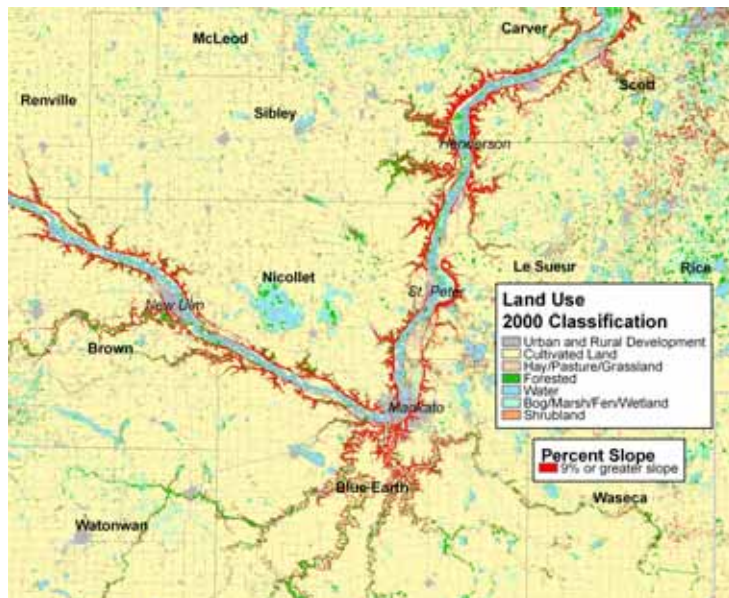 Carver
McLeod
Scott
Renville
Sibley
Henderson
Le Sueur
Rice
Nicollet
St. Peter
New Ulm
Brown
Mankato
Blue Earth
Waseca
Watonwan
Land Use
2000 Classification
Urban and Rural Development
Cultivated Land
Hay/Pasture/Grassland
Forested
Water
Bog/Marsh/Fen/Wetland
Shrubland
Percent Slope
9% or greater slope